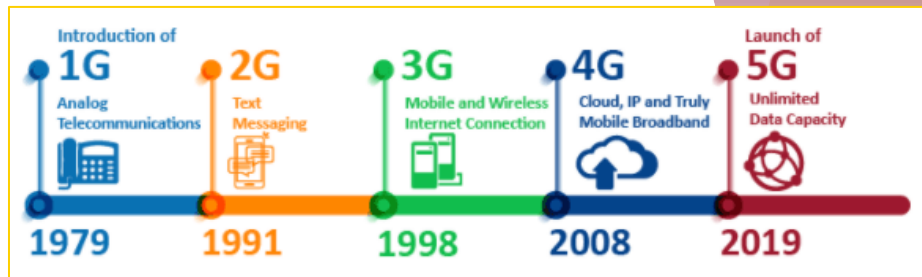 Introduction of
1G
Analog
Telecommunications
1979
2G
Text
Messaging
1991
3G
Mobile and Wireless
Internet Connection
1998
4G
Cloud, IP and Truly
Mobile Broadband
2008
Launch of
5G
Unlimited
Data Capacity
2019